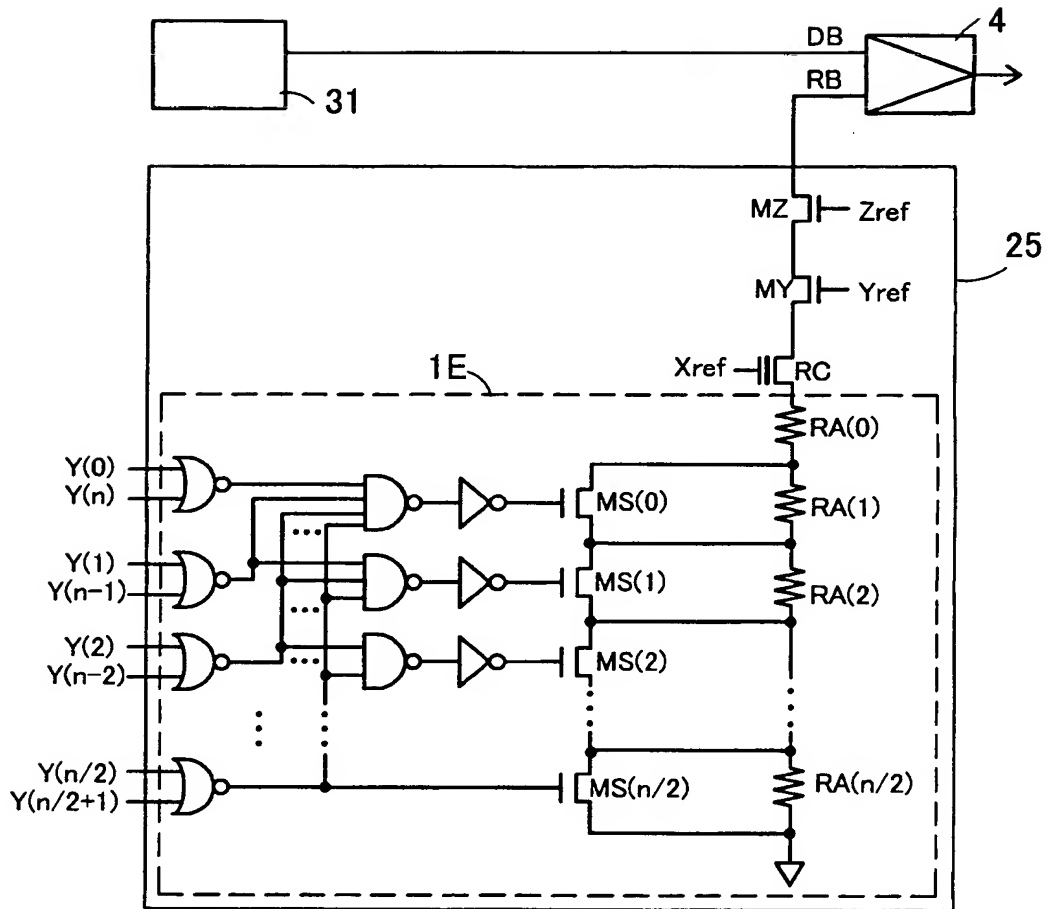 4
DB
RB
31
MZ
Zref
25
MY
Yref
Xref
RC
1E
RA(0)
Y(0)
Y(n)
MS(0)
RA(1)
Y(1)
Y(n-1)
MS(1)
RA(2)
Y(2)
Y(n-2)
MS(2)
Y(n/2)
Y(n/2+1)
MS(n/2)
RA(n/2)